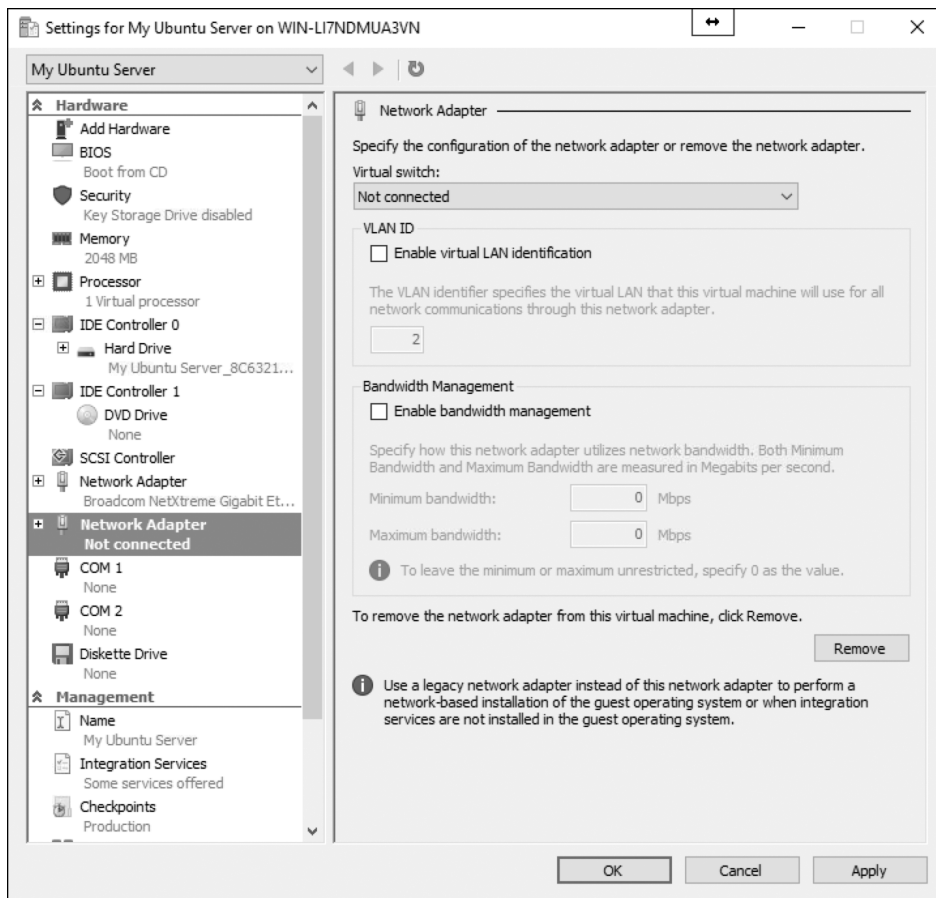 Settings for My Ubuntu Server on WIN-LI7NDMUA3VN
My Ubuntu Server
Hardware
Add Hardware
BIOS
Boot from CD
Security
Key Storage Drive disabled
Memory
2048 MB
Processor
1 Virtual processor
IDE Controller 0
Hard Drive
My Ubuntu Server_8C6321...
IDE Controller 1
DVD Drive
None
SCSI Controller
Network Adapter
Broadcom NetXtreme Gigabit Et...
Network Adapter
Not connected
COM 1
None
COM 2
None
Diskette Drive
None
Management
Name
My Ubuntu Server
Integration Services
Some services offered
Checkpoints
Production
Network Adapter
Specify the configuration of the network adapter or remove the network adapter.
Virtual switch:
Not connected
VLAN ID
Enable virtual LAN identification
The VLAN identifier specifies the virtual LAN that this virtual machine will use for all
network communications through this network adapter.
2
Bandwidth Management
Enable bandwidth management
Specify how this network adapter utilizes network bandwidth. Both Minimum
Bandwidth and Maximum Bandwidth are measured in Megabits per second.
Minimum bandwidth: 0 Mbps
Maximum bandwidth: 0 Mbps
To leave the minimum or maximum unrestricted, specify 0 as the value.
To remove the network adapter from this virtual machine, click Remove.
Remove
Use a legacy network adapter instead of this network adapter to perform a
network-based installation of the guest operating system or when integration
services are not installed in the guest operating system.
OK Cancel Apply